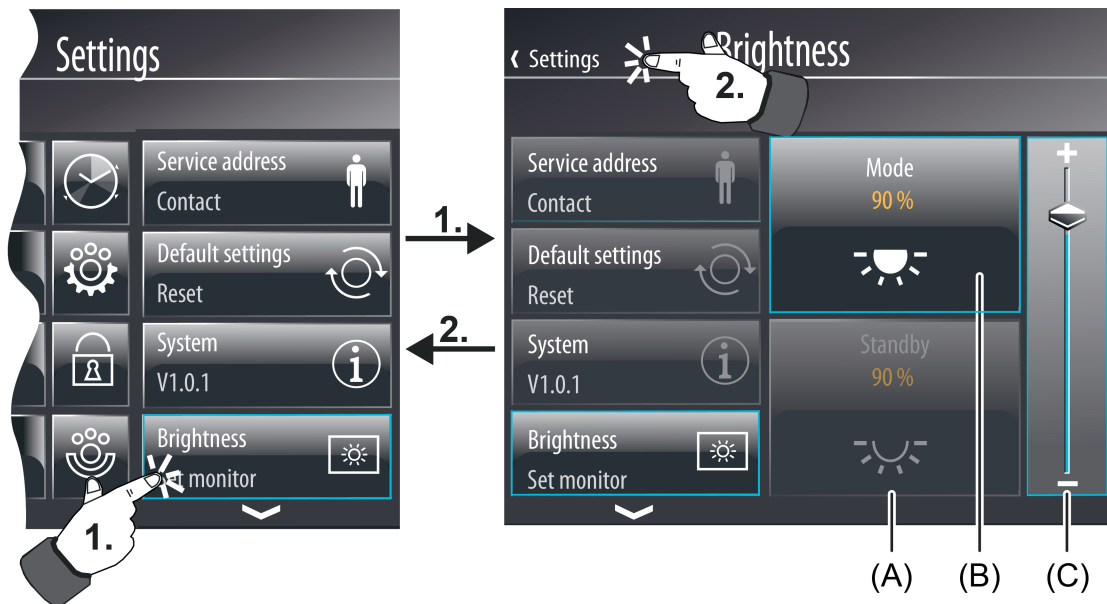 Settings
Service address
Contact
Default settings
Reset
System
V1.0.1
Brightness
Set monitor
1.
1.
2.
Settings
Brightness
2.
Service address
Contact
Default settings
Reset
System
V1.0.1
Brightness
Set monitor
Mode
90 %
Standby
90 %
+
−
(A)
(B)
(C)